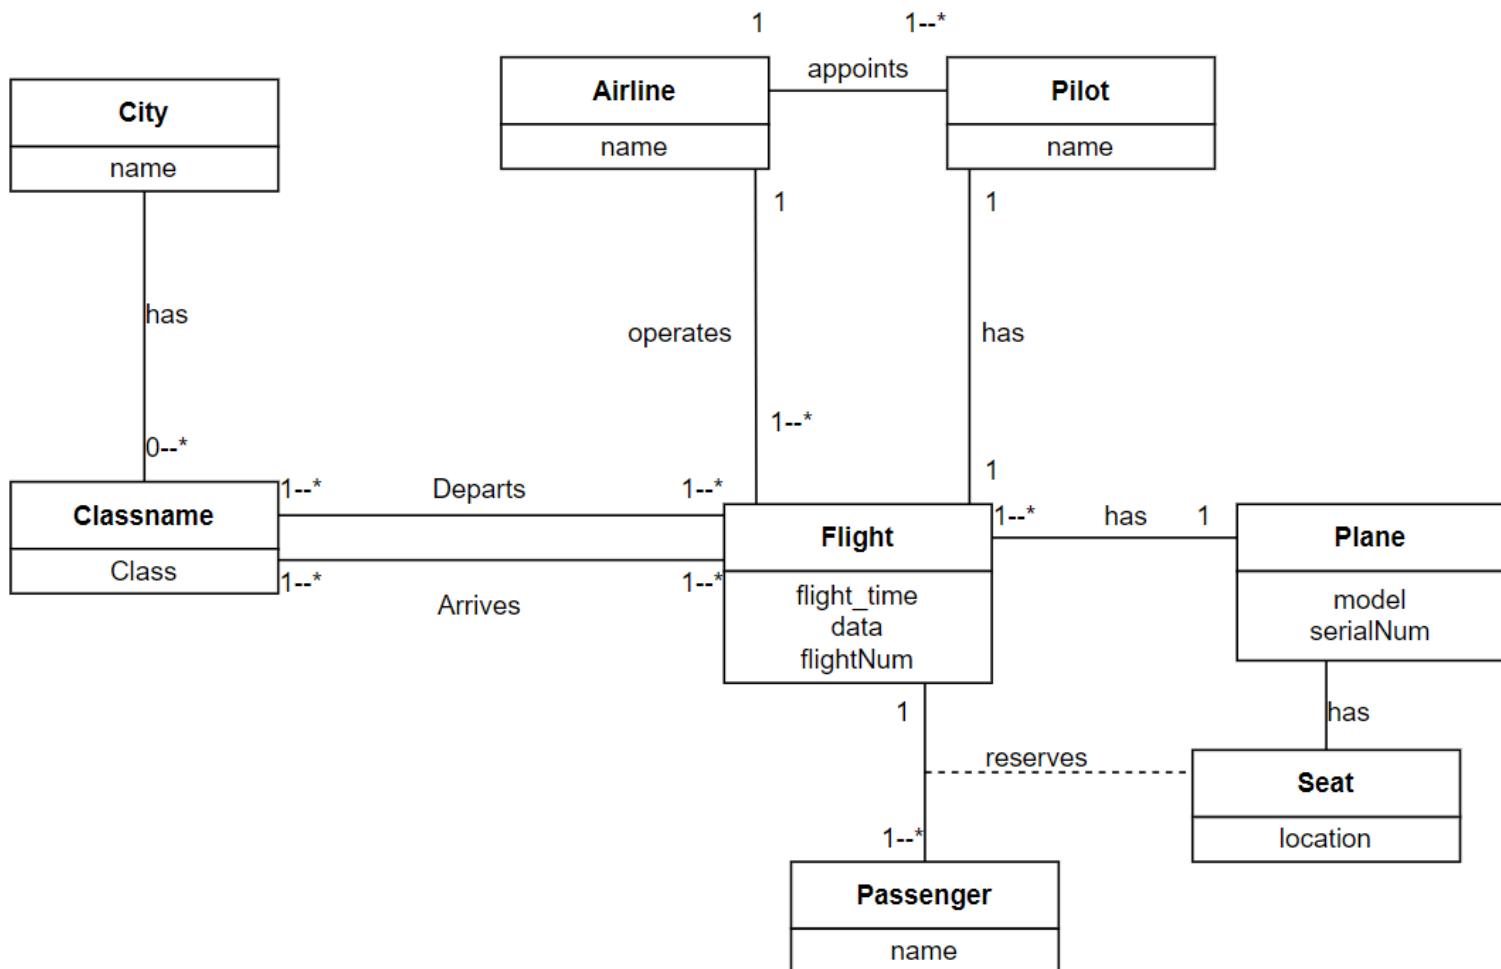 1
1--*
Airline
name
appoints
Pilot
name
City
name
1
1
has
operates
has
1--*
0--*
1
1--*
Departs
1--*
1--*
has
1
Classname
Class
Flight
flight_time
data
flightNum
Plane
model
serialNum
1--*
Arrives
1--*
1
has
reserves
Seat
location
1--*
Passenger
name